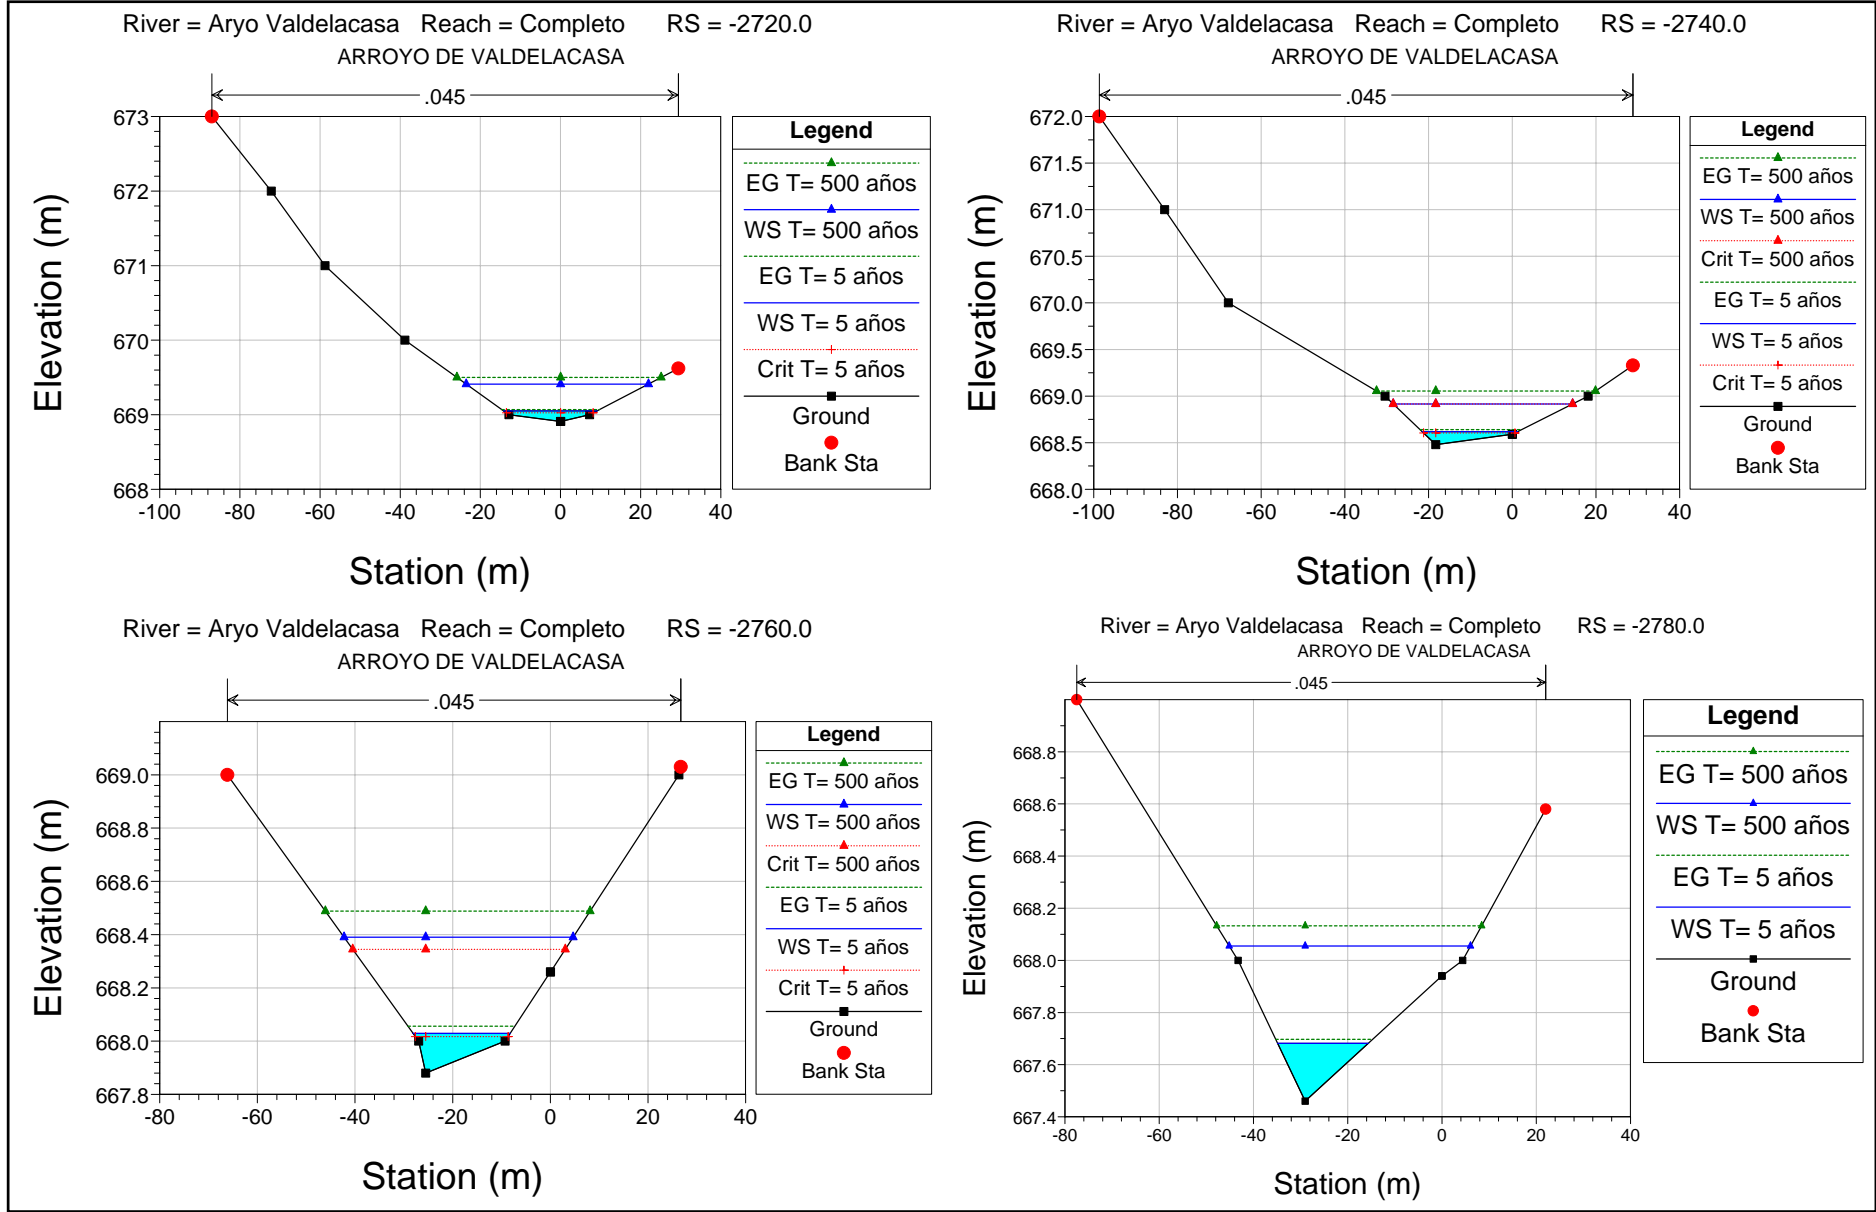 River = Aryo Valdelacasa Reach = Completo RS = -2720.0
ARROYO DE VALDELACASA
.045
673
672
671
670
669
668
-100 -80 -60 -40 -20 0 20 40
Elevation (m)
Station (m)
Legend
EG T= 500 años
WS T= 500 años
EG T= 5 años
WS T= 5 años
Crit T= 5 años
Ground
Bank Sta
River = Aryo Valdelacasa Reach = Completo RS = -2740.0
ARROYO DE VALDELACASA
.045
672.0
671.5
671.0
670.5
670.0
669.5
669.0
668.5
668.0
-100 -80 -60 -40 -20 0 20 40
Elevation (m)
Station (m)
Legend
EG T= 500 años
WS T= 500 años
Crit T= 500 años
EG T= 5 años
WS T= 5 años
Crit T= 5 años
Ground
Bank Sta
River = Aryo Valdelacasa Reach = Completo RS = -2760.0
ARROYO DE VALDELACASA
.045
669.0
668.8
668.6
668.4
668.2
668.0
667.8
-80 -60 -40 -20 0 20 40
Elevation (m)
Station (m)
Legend
EG T= 500 años
WS T= 500 años
Crit T= 500 años
EG T= 5 años
WS T= 5 años
Crit T= 5 años
Ground
Bank Sta
River = Aryo Valdelacasa Reach = Completo RS = -2780.0
ARROYO DE VALDELACASA
.045
668.8
668.6
668.4
668.2
668.0
667.8
667.6
667.4
-80 -60 -40 -20 0 20 40
Elevation (m)
Station (m)
Legend
EG T= 500 años
WS T= 500 años
EG T= 5 años
WS T= 5 años
Ground
Bank Sta